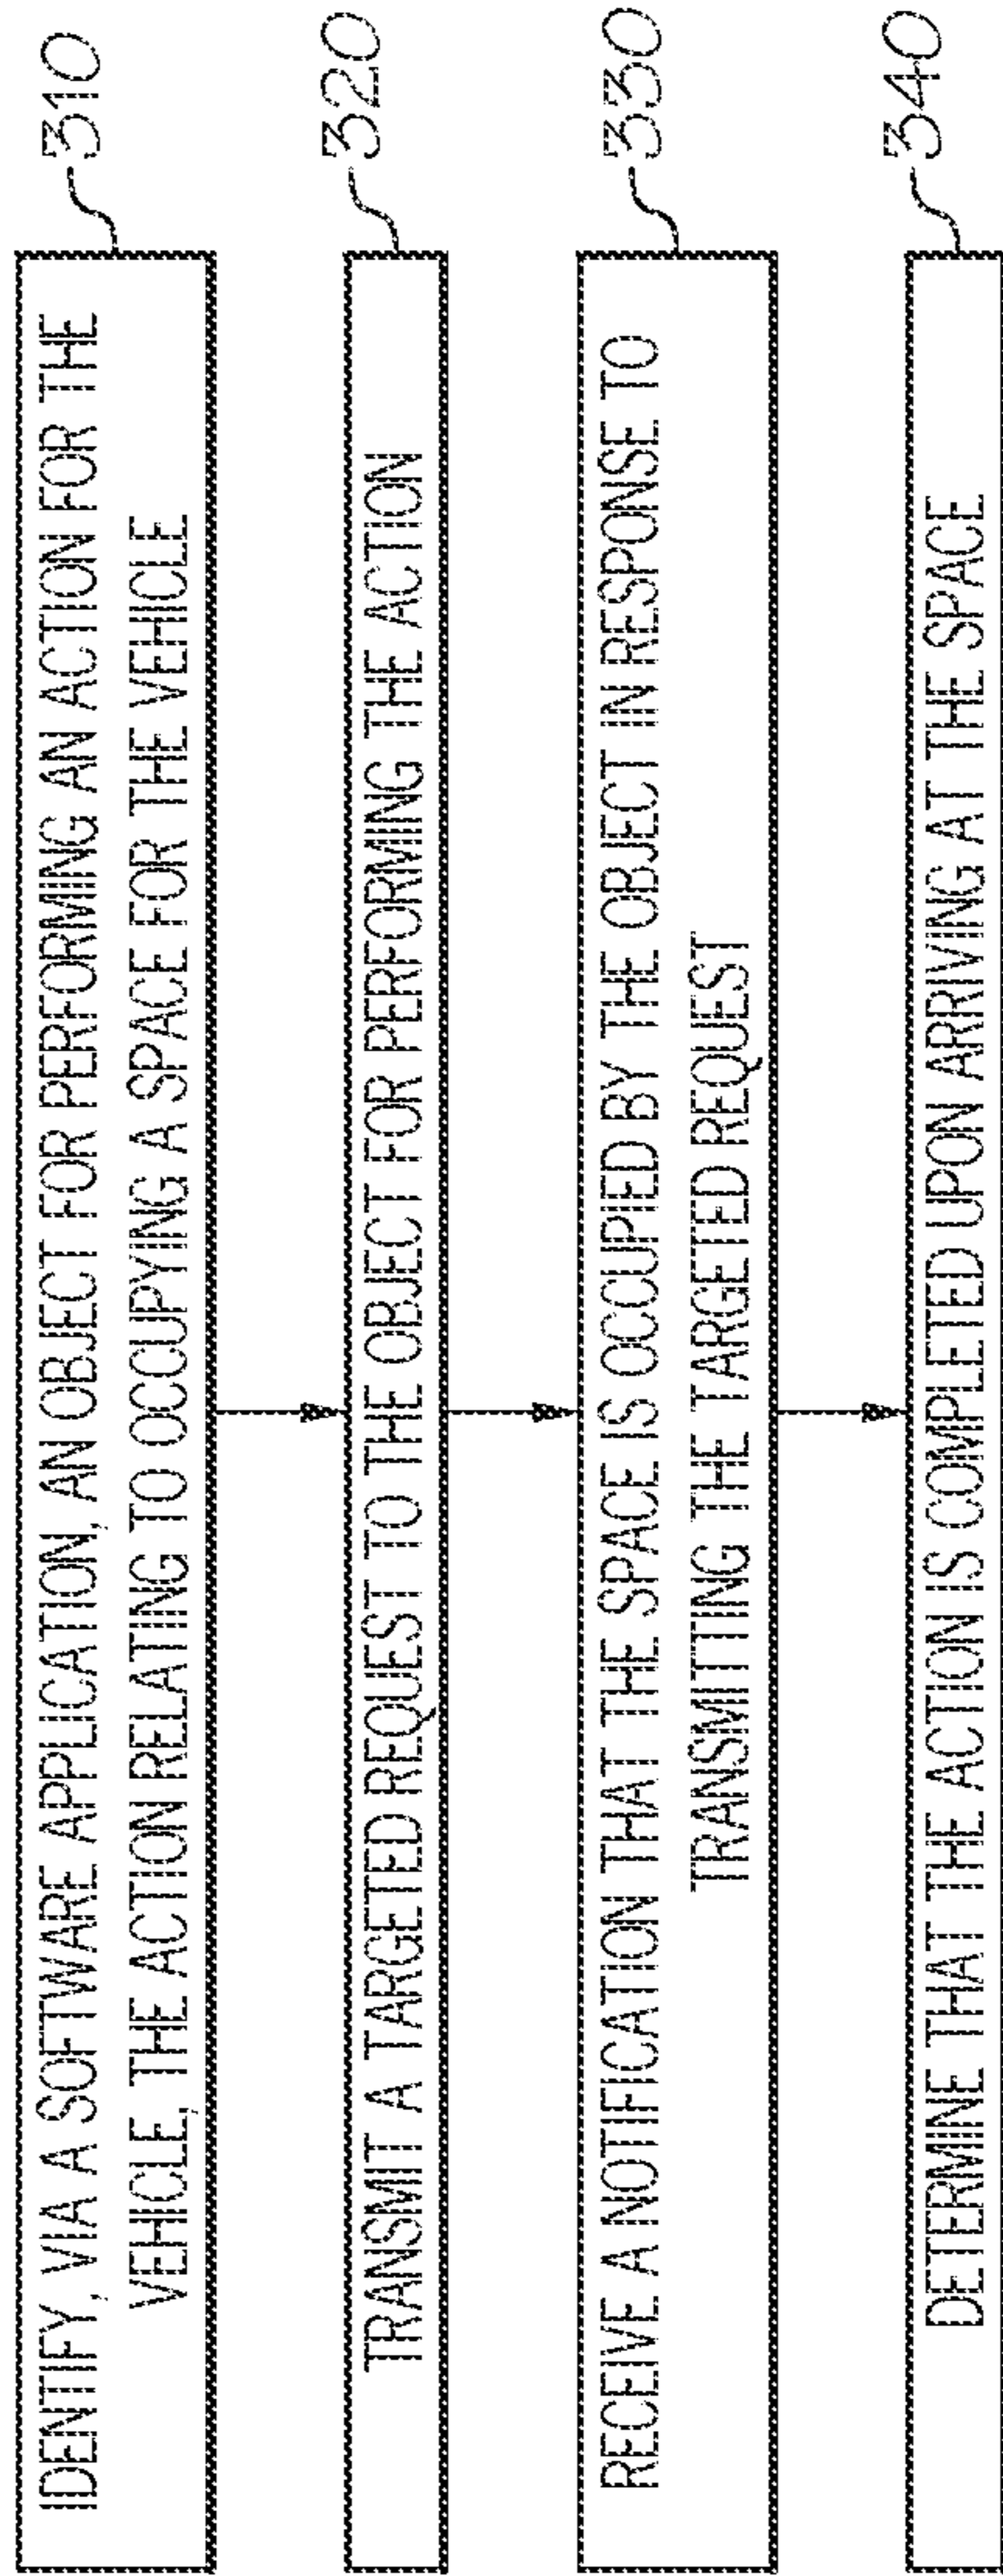 IDENTIFY, VIA A SOFTWARE APPLICATION, AN OBJECT FOR PERFORMING AN ACTION FOR THE
VEHICLE, THE ACTION RELATING TO OCCUPYING A SPACE FOR THE VEHICLE
310
TRANSMIT A TARGETED REQUEST TO THE OBJECT FOR PERFORMING THE ACTION
320
RECEIVE A NOTIFICATION THAT THE SPACE IS OCCUPIED BY THE OBJECT IN RESPONSE TO
TRANSMITTING THE TARGETED REQUEST
330
DETERMINE THAT THE ACTION IS COMPLETED UPON ARRIVING AT THE SPACE
340